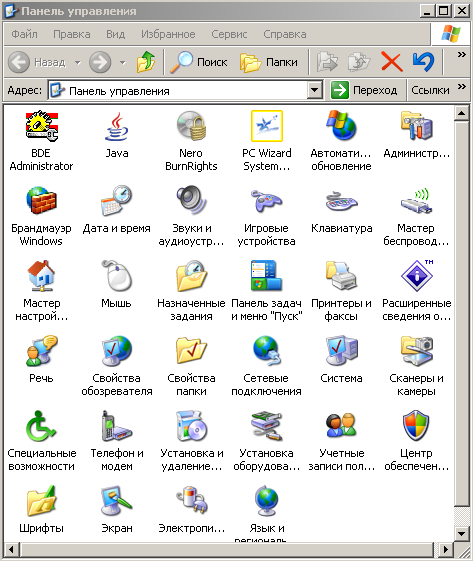 Панель управления
Файл Правка Вид Избранное Сервис Справка
Назад Поиск Папки »
Адрес: Панель управления Переход Ссылки »
BDE Administrator
Java
Nero BurnRights
PC Wizard System...
Автомати... обновление
Администр...
Брандмауэр Windows
Дата и время
Звуки и аудиоустр...
Игровые устройства
Клавиатура
Мастер беспровод...
Мастер настрой...
Мышь
Назначенные задания
Панель задач и меню "Пуск"
Принтеры и факсы
TM
Расширенные сведения о...
Речь
Свойства обозревателя
Свойства папки
Сетевые подключения
Система
Сканеры и камеры
Специальные возможности
Телефон и модем
Установка и удаление...
Установка оборудова...
Учетные записи пол...
Центр обеспечен...
Шрифты
Экран
Электропи...
Язык и региональ...